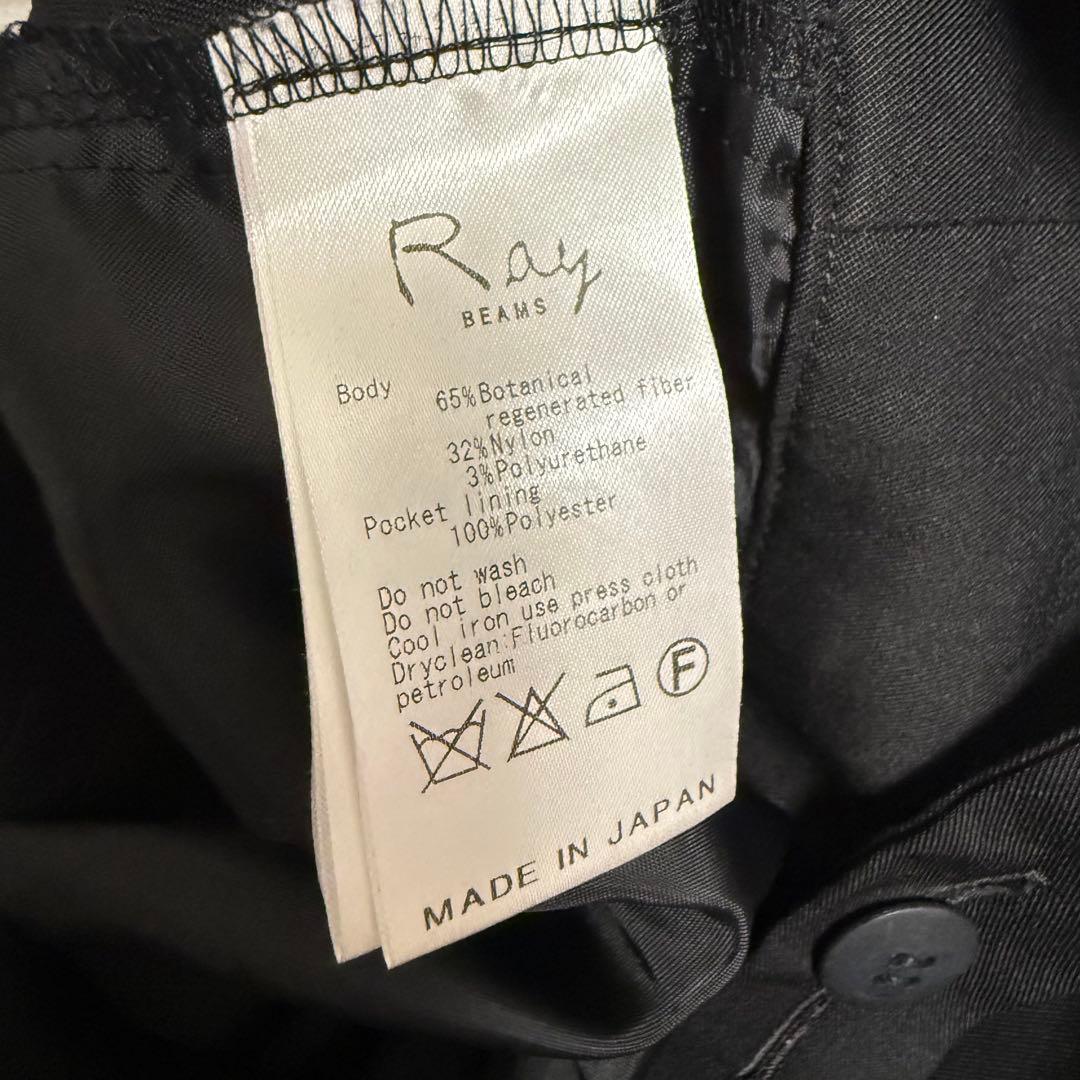 Ray
BEAMS
Body 65%Botanical
regenerated fiber
32%Nylon
3%Polyurethane
Pocket lining
100%Polyester
Do not wash
Do not bleach
Cool iron use press cloth
Dryclean:Fluorocarbon or
petroleum
F
MADE IN JAPAN